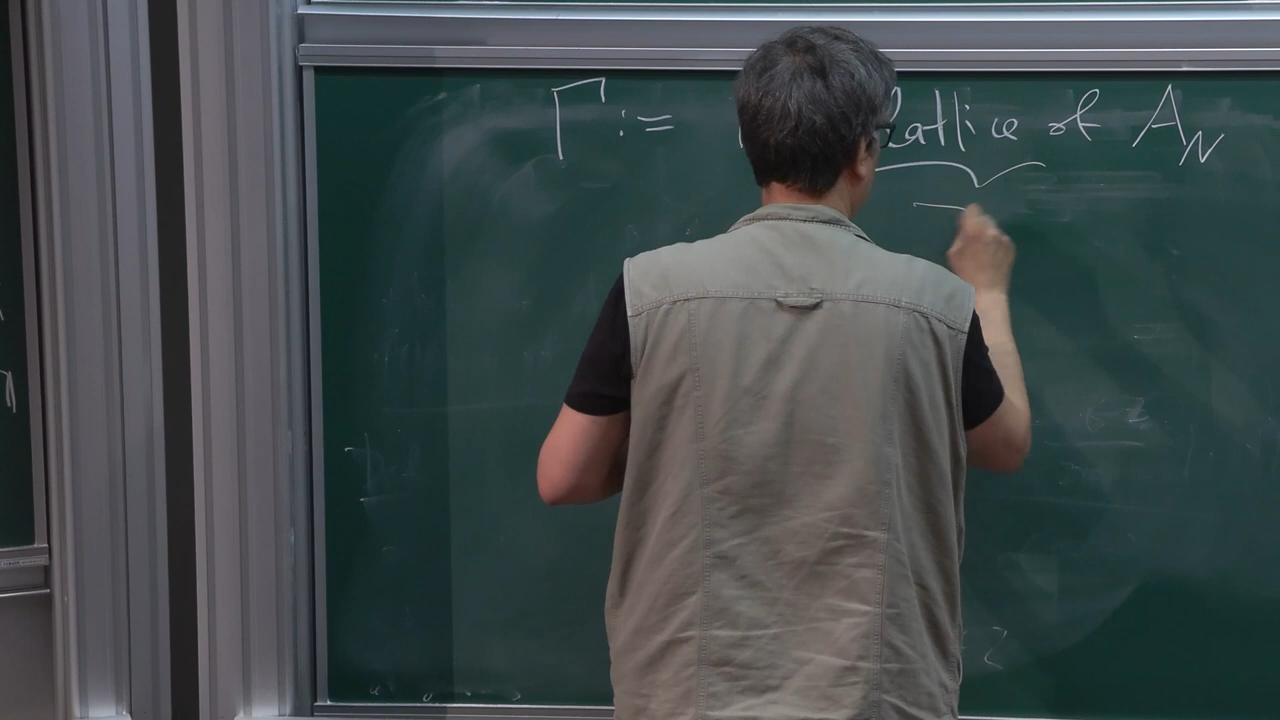 Γ := lattice of A_N